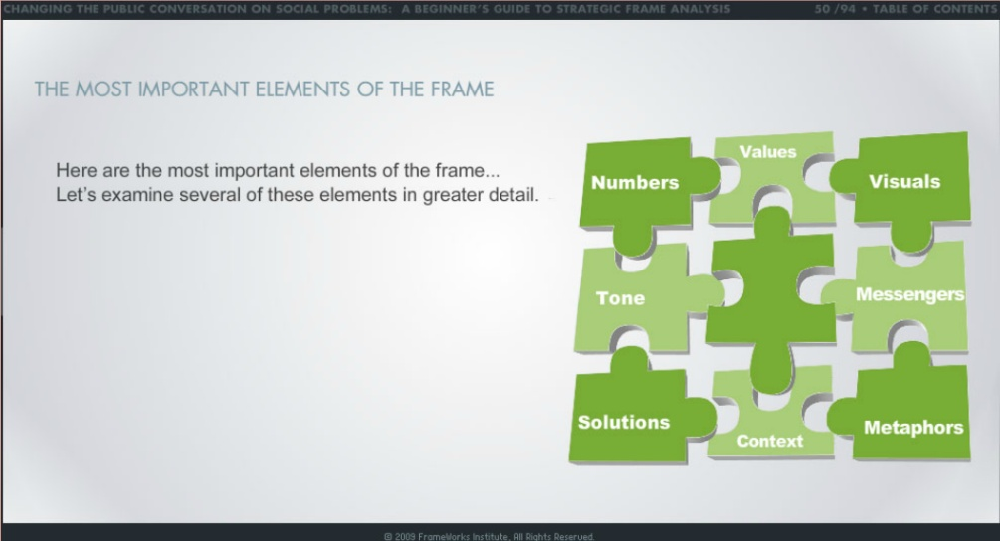 CHANGING THE PUBLIC CONVERSATION ON SOCIAL PROBLEMS: A BEGINNER'S GUIDE TO STRATEGIC FRAME ANALYSIS
50 /94 • TABLE OF CONTENTS
THE MOST IMPORTANT ELEMENTS OF THE FRAME
Here are the most important elements of the frame...
Let's examine several of these elements in greater detail.
Numbers
Values
Visuals
Tone
Messengers
Solutions
Context
Metaphors
© 2009 FrameWorks Institute, All Rights Reserved.